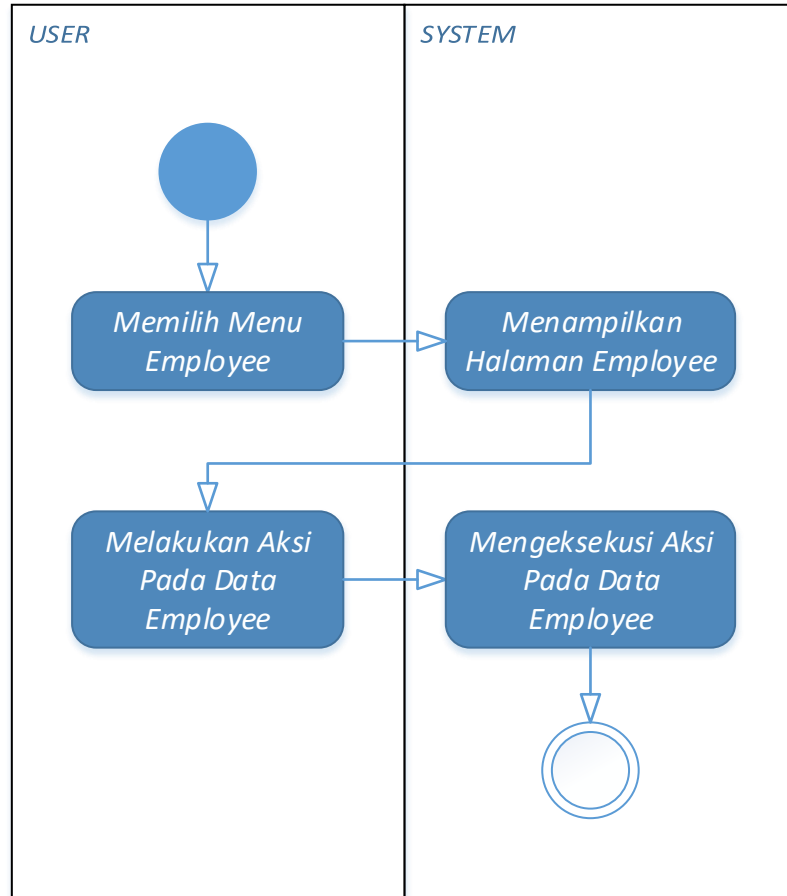 USER
SYSTEM
Memilih Menu
Employee
Menampilkan
Halaman Employee
Melakukan Aksi
Pada Data
Employee
Mengeksekusi Aksi
Pada Data
Employee